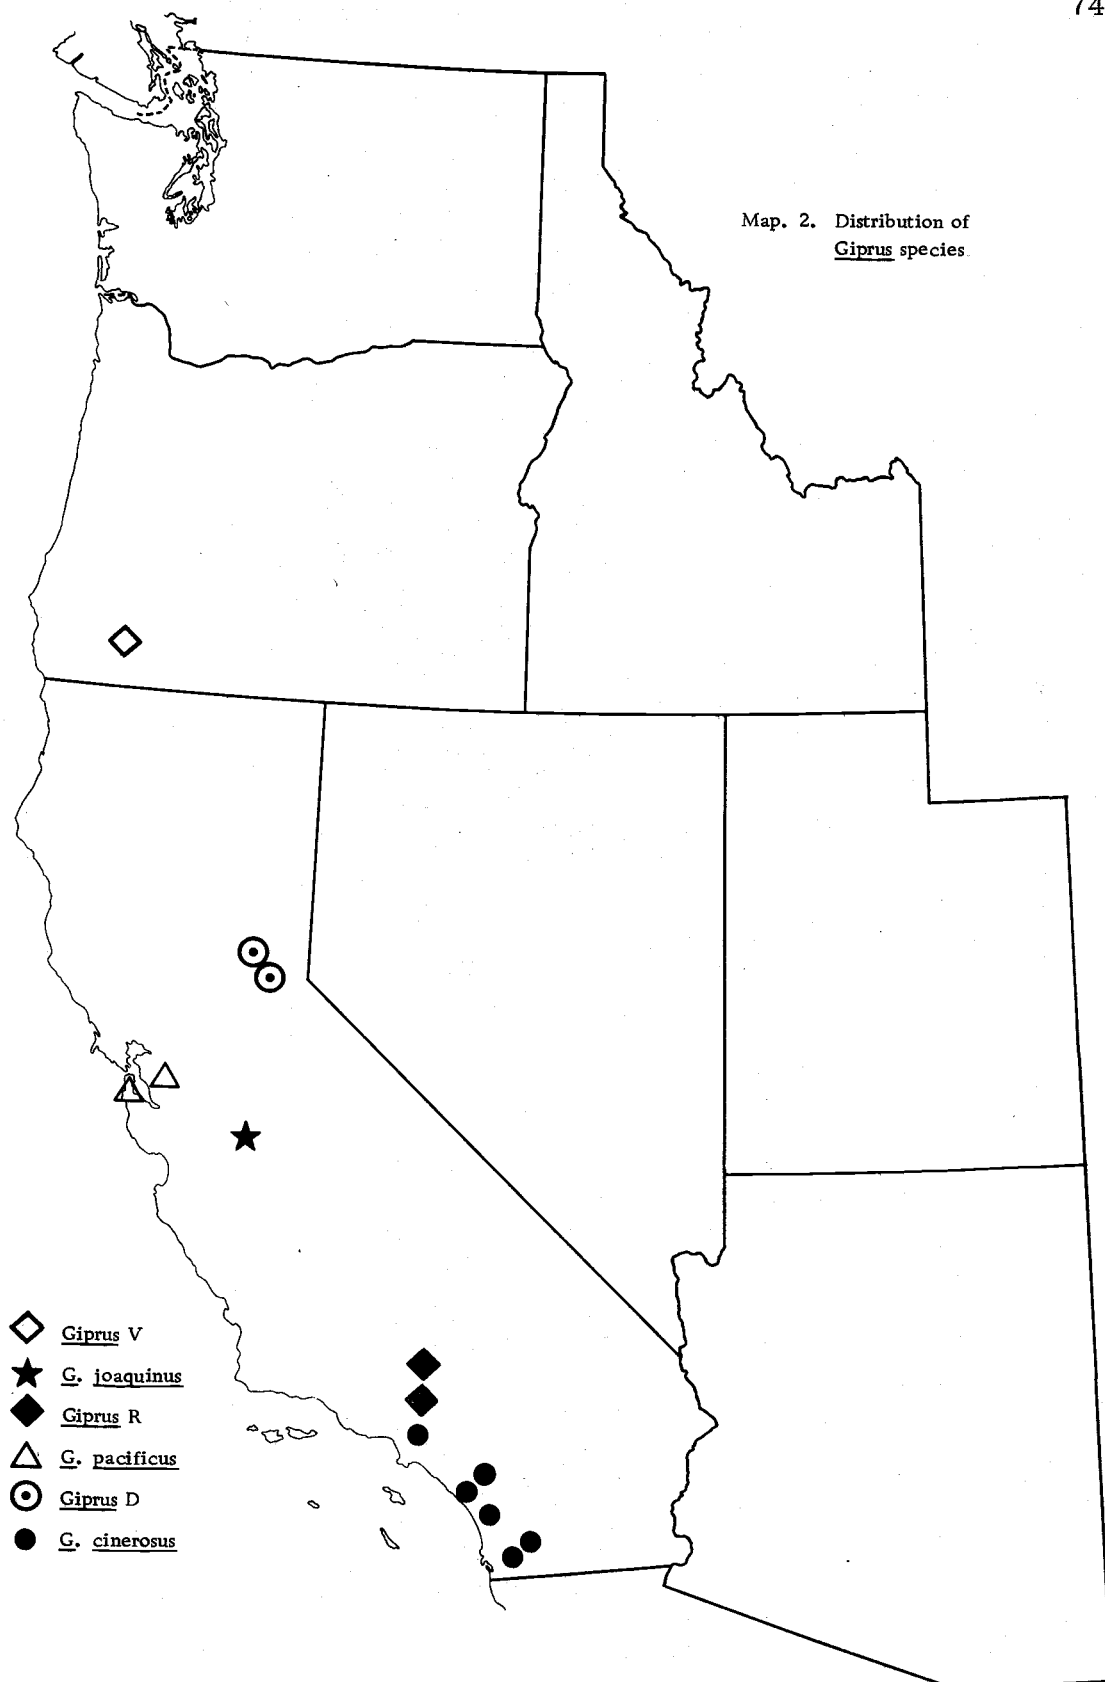 74
Map. 2. Distribution of
Giprus species
Giprus V
G. joaquinus
Giprus R
G. pacificus
Giprus D
G. cinerosus